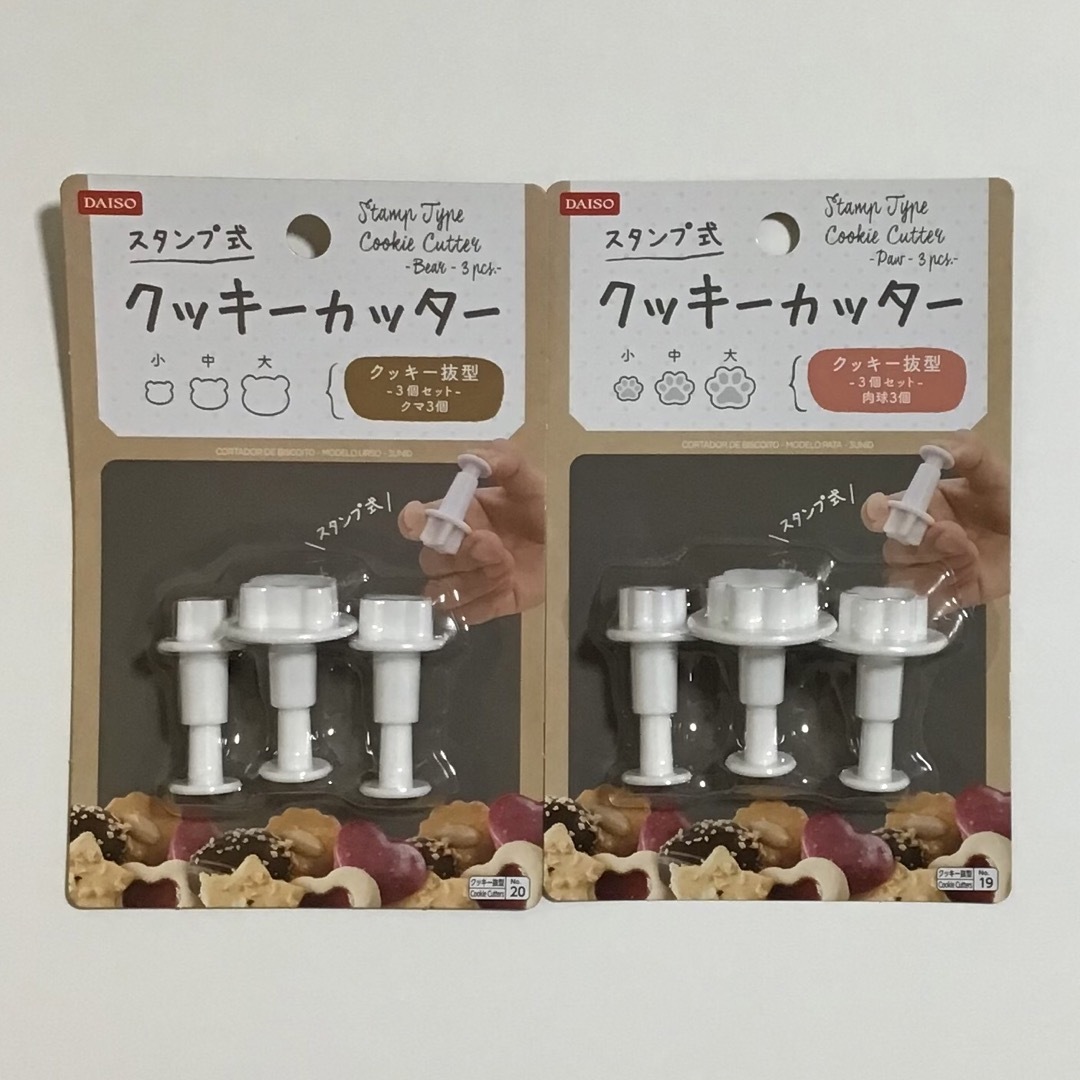 DAISO
スタンプ式
Stamp Type
Cookie Cutter
-Bear - 3 pcs.-
クッキーカッター
小 中 大
クッキー抜型
-3個セット-
クマ3個
CORTADOR DE BISCOITO - MODELO URSO - 3UNID
スタンプ式
クッキー抜型
Cookie Cutters
No.
20
DAISO
スタンプ式
Stamp Type
Cookie Cutter
-Paw - 3 pcs.-
クッキーカッター
小 中 大
クッキー抜型
-3個セット-
肉球3個
CORTADOR DE BISCOITO - MODELO PATA - 3UNID
スタンプ式
クッキー抜型
Cookie Cutters
No.
19